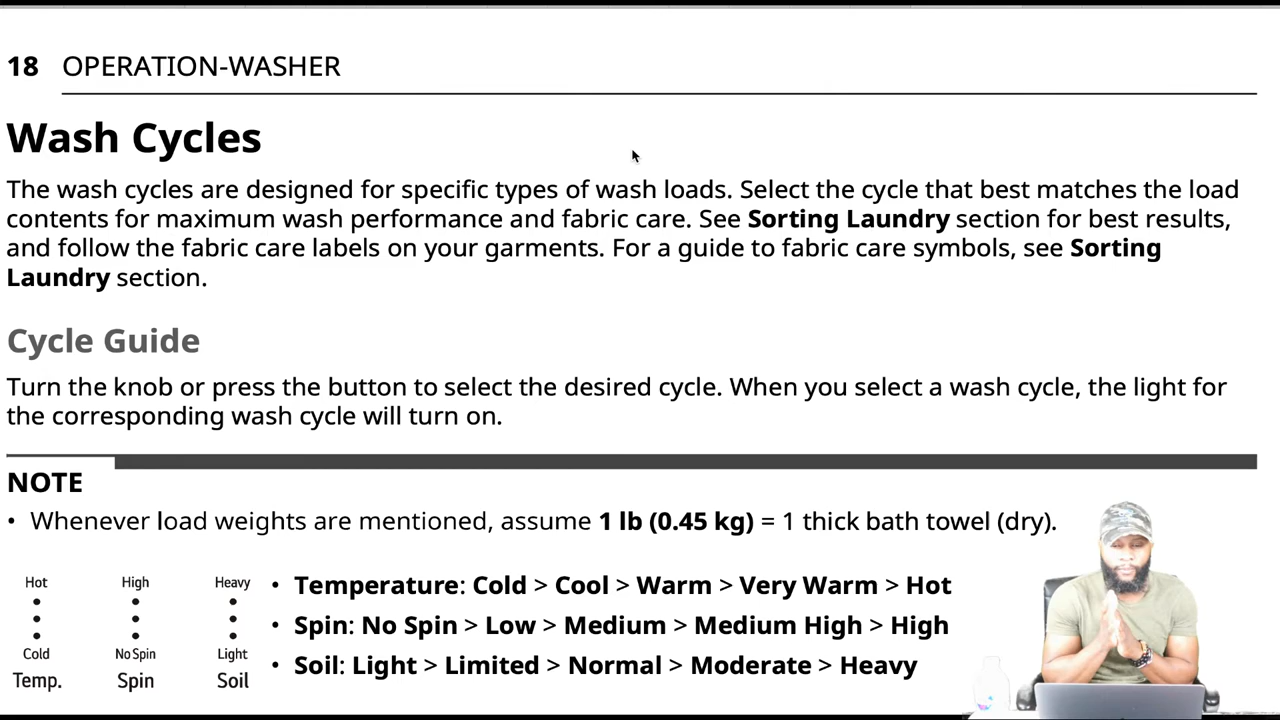 18 OPERATION-WASHER
Wash Cycles
The wash cycles are designed for specific types of wash loads. Select the cycle that best matches the load
contents for maximum wash performance and fabric care. See Sorting Laundry section for best results,
and follow the fabric care labels on your garments. For a guide to fabric care symbols, see Sorting
Laundry section.
Cycle Guide
Turn the knob or press the button to select the desired cycle. When you select a wash cycle, the light for
the corresponding wash cycle will turn on.
NOTE
• Whenever load weights are mentioned, assume 1 lb (0.45 kg) = 1 thick bath towel (dry).
Hot High Heavy
Cold No Spin Light
Temp. Spin Soil
• Temperature: Cold > Cool > Warm > Very Warm > Hot
• Spin: No Spin > Low > Medium > Medium High > High
• Soil: Light > Limited > Normal > Moderate > Heavy